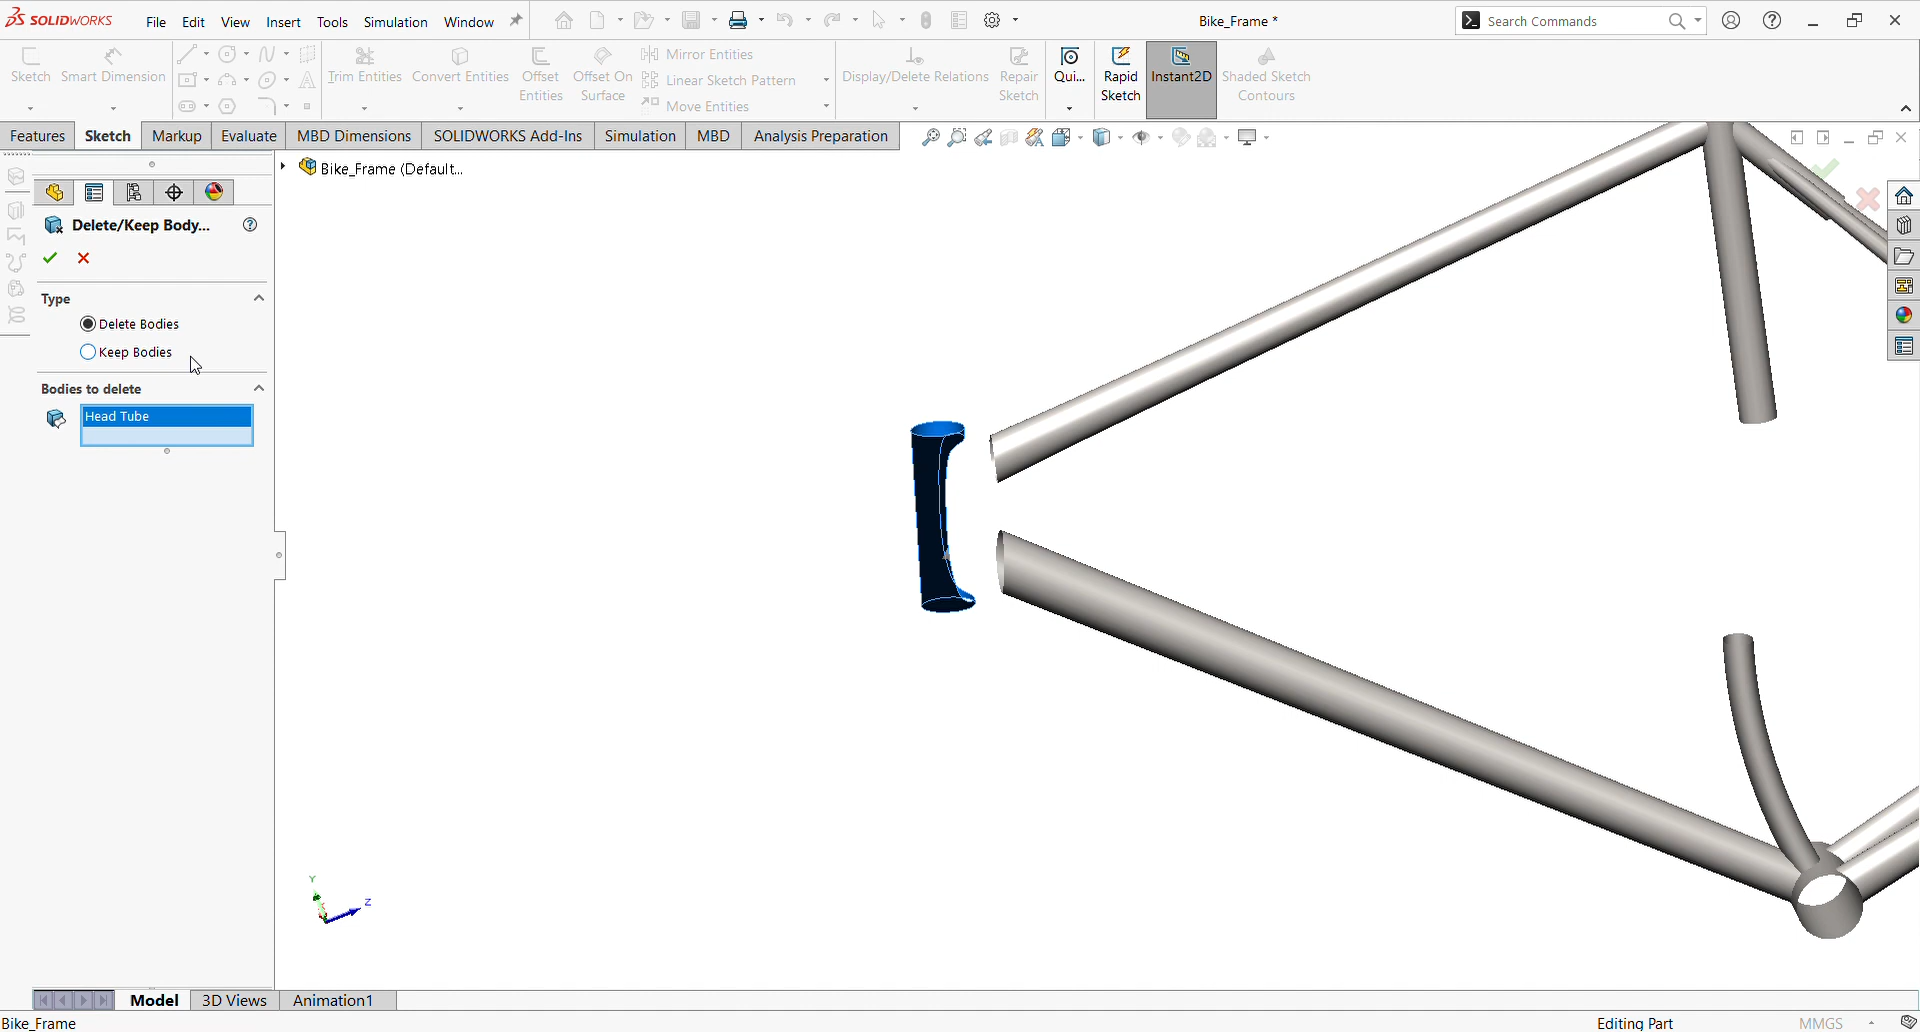 SOLIDWORKS
File Edit View Insert Tools Simulation Window
Bike_Frame *
Search Commands
Sketch Smart Dimension
Trim Entities Convert Entities
Offset Entities
Offset On Surface
Mirror Entities
Linear Sketch Pattern
Move Entities
Display/Delete Relations
Repair Sketch
Qui...
Rapid Sketch
Instant2D
Shaded Sketch Contours
Features Sketch Markup Evaluate MBD Dimensions SOLIDWORKS Add-Ins Simulation MBD Analysis Preparation
Bike_Frame (Default...
Delete/Keep Body...
Type
Delete Bodies
Keep Bodies
Bodies to delete
Head Tube
Y
Z
Model 3D Views Animation1
Bike_Frame
Editing Part
MMGS